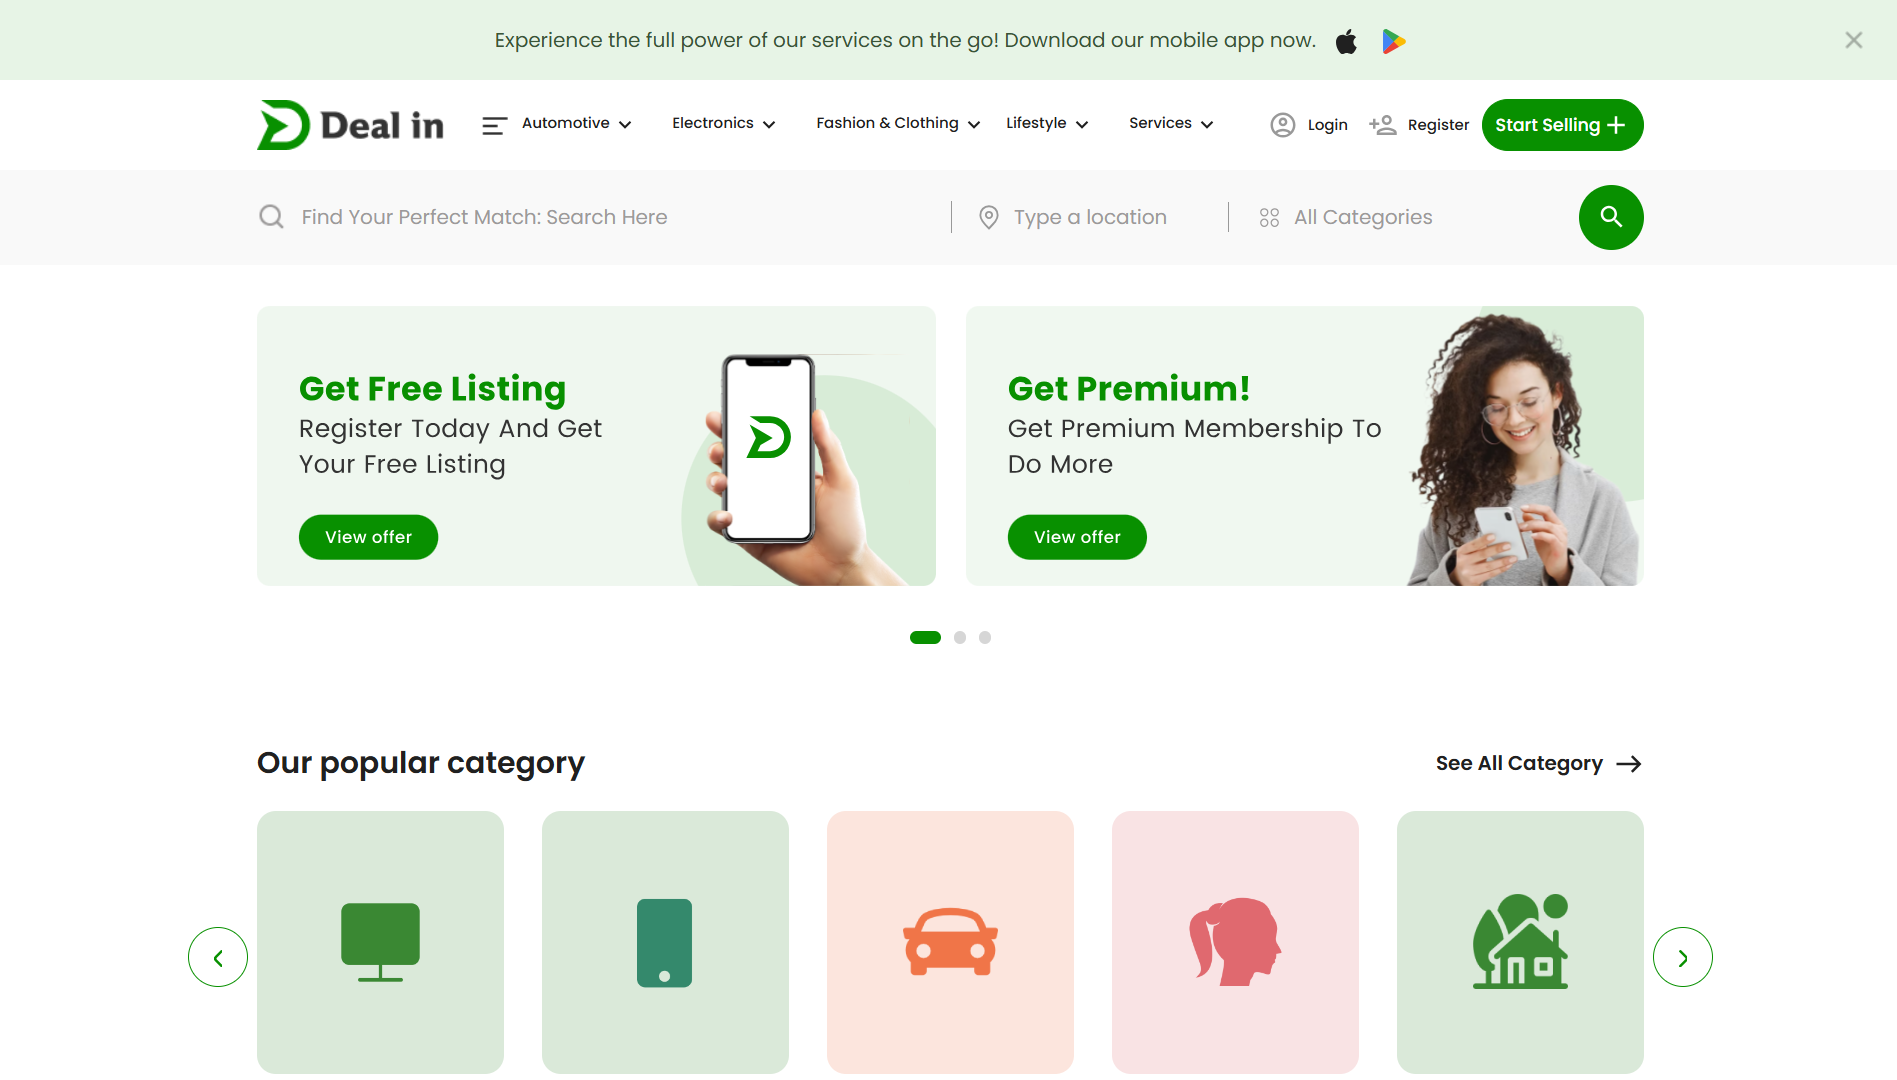 Experience the full power of our services on the go! Download our mobile app now.
Deal in
Automotive
Electronics
Fashion & Clothing
Lifestyle
Services
Login
Register
Start Selling
Find Your Perfect Match: Search Here
Type a location
All Categories
Get Free Listing
Register Today And Get
Your Free Listing
View offer
Get Premium!
Get Premium Membership To
Do More
View offer
Our popular category
See All Category